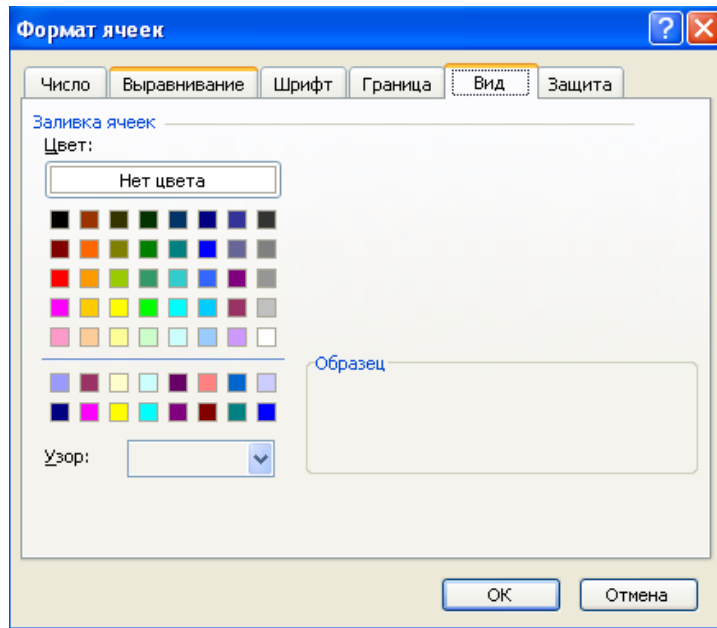 Формат ячеек
Число Выравнивание Шрифт Граница Вид Защита
Заливка ячеек
Цвет:
Нет цвета
Образец
Узор:
ОК Отмена